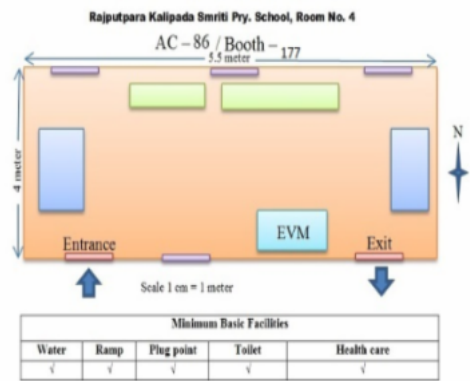 Rajputpara Kalipada Smriti Pry. School, Room No. 4
AC – 86 / Booth – 177
5.5 meter
4 meter
N
EVM
Entrance
Exit
Scale 1 cm = 1 meter
Minimum Basic Facilities
Water Ramp Plug point Toilet Health care
√ √ √ √ √